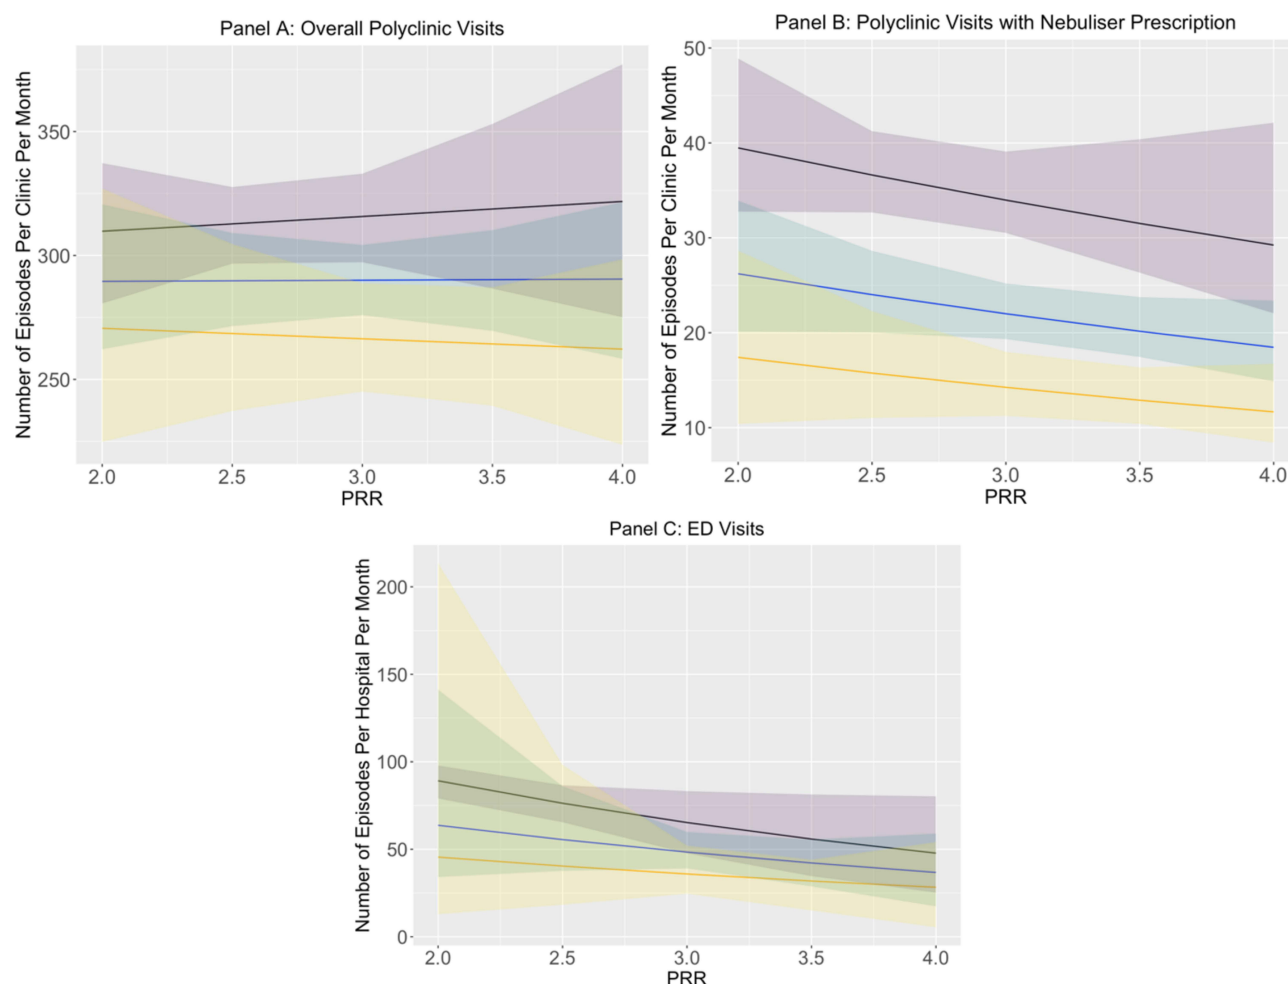 Panel A: Overall Polyclinic Visits
Number of Episodes Per Clinic Per Month
350
300
250
2.0 2.5 3.0 3.5 4.0
PRR
Panel B: Polyclinic Visits with Nebuliser Prescription
Number of Episodes Per Clinic Per Month
50
40
30
20
10
2.0 2.5 3.0 3.5 4.0
PRR
Panel C: ED Visits
Number of Episodes Per Hospital Per Month
200
150
100
50
0
2.0 2.5 3.0 3.5 4.0
PRR